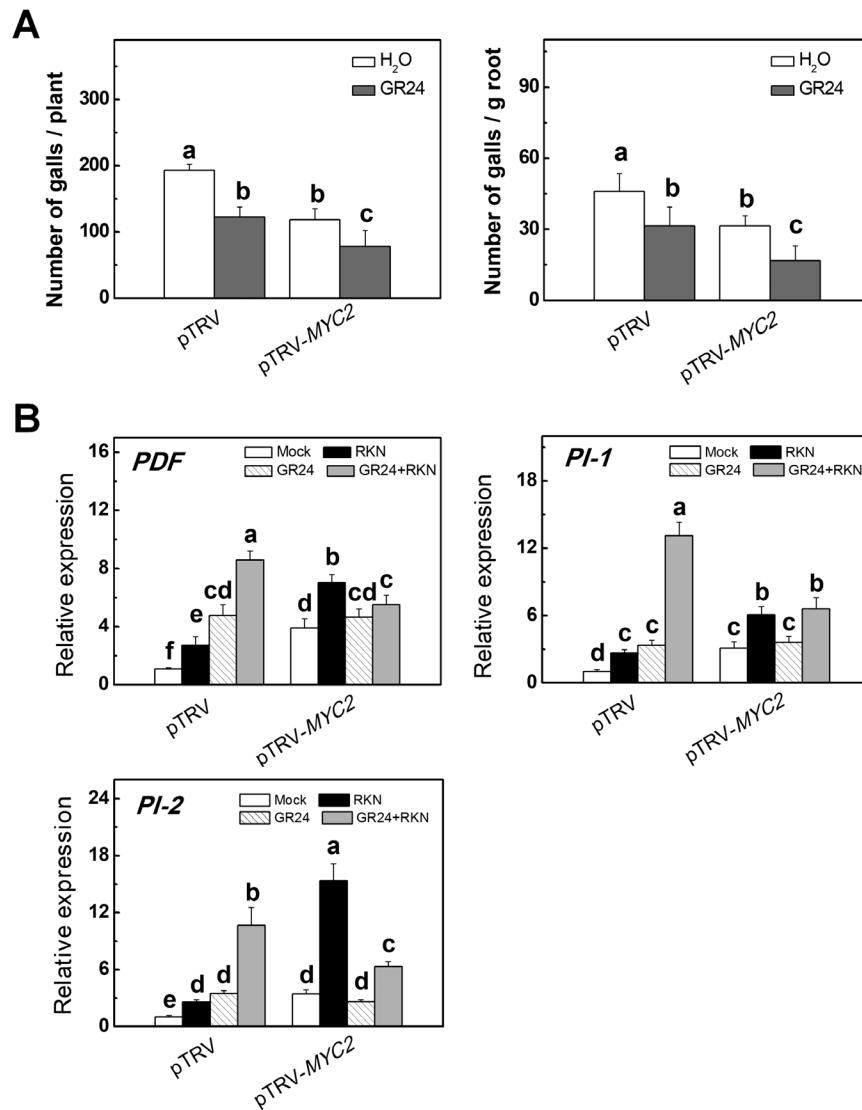 A
Number of galls / plant
300
200
100
0
H₂O
GR24
a
b
b
c
pTRV
pTRV-MYC2
Number of galls / g root
90
60
30
0
H₂O
GR24
a
b
b
c
pTRV
pTRV-MYC2
B
Relative expression
16
12
8
4
0
PDF
Mock
RKN
GR24
GR24+RKN
f
e
cd
a
d
b
cd
c
pTRV
pTRV-MYC2
Relative expression
18
12
6
0
PI-1
Mock
RKN
GR24
GR24+RKN
d
c
c
a
c
b
c
b
pTRV
pTRV-MYC2
Relative expression
24
18
12
6
0
PI-2
Mock
RKN
GR24
GR24+RKN
e
d
d
b
d
a
d
c
pTRV
pTRV-MYC2